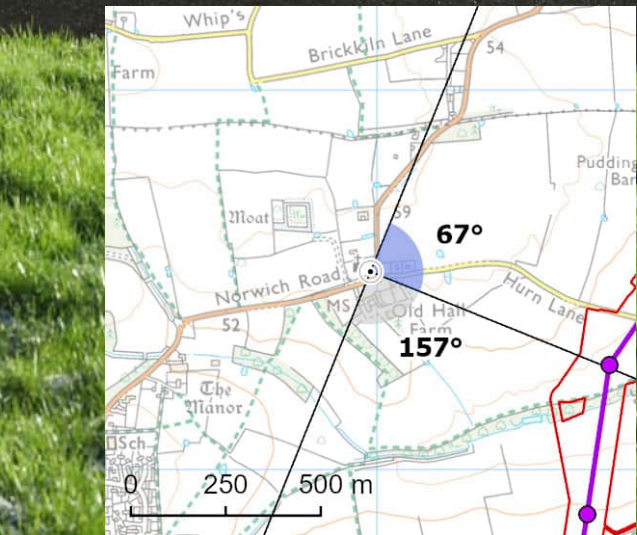 Whip's
Brickkiln Lane
54
Farm
Pudding
Bar
Moat
59
67°
Norwich Road
Hurn Lane
MS
52
Old Hall
Farm
157°
The
Manor
Sch
0 250 500 m